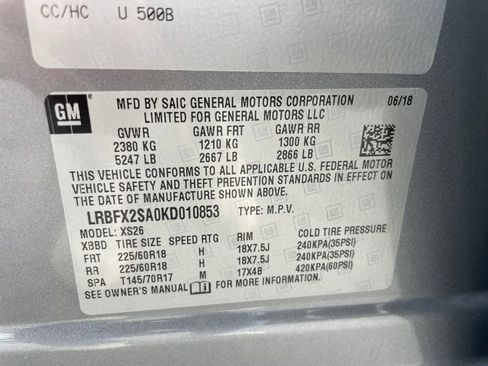 CC/HC U 500B
GM
MFD BY SAIC GENERAL MOTORS CORPORATION 06/18
LIMITED FOR GENERAL MOTORS LLC
GVWR GAWR FRT GAWR RR
2380 KG 1210 KG 1300 KG
5247 LB 2667 LB 2866 LB
THIS VEHICLE CONFORMS TO ALL APPLICABLE U.S. FEDERAL MOTOR
VEHICLE SAFETY AND THEFT PREVENTION STANDARDS IN EFFECT ON THE
DATE OF MANUFACTURE SHOWN ABOVE.
LRBFX2SA0KD010853 TYPE: M.P.V.
MODEL: XS26
XBBD TIRE SIZE SPEED RTG RIM COLD TIRE PRESSURE
FRT 225/60R18 H 18X7.5J 240KPA(35PSI)
RR 225/60R18 H 18X7.5J 240KPA(35PSI)
SPA T145/70R17 M 17X4B 420KPA(60PSI)
SEE OWNER'S MANUAL FOR MORE INFORMATION.